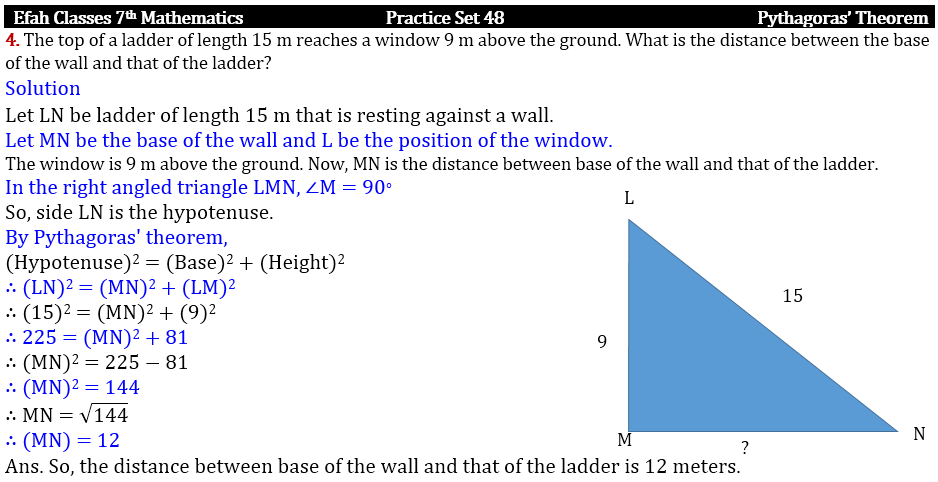 Efah Classes 7th Mathematics Practice Set 48 Pythagoras' Theorem
4. The top of a ladder of length 15 m reaches a window 9 m above the ground. What is the distance between the base
of the wall and that of the ladder?
Solution
Let LN be ladder of length 15 m that is resting against a wall.
Let MN be the base of the wall and L be the position of the window.
The window is 9 m above the ground. Now, MN is the distance between base of the wall and that of the ladder.
In the right angled triangle LMN, ∠M = 90°
So, side LN is the hypotenuse.
By Pythagoras' theorem,
(Hypotenuse)² = (Base)² + (Height)²
∴ (LN)² = (MN)² + (LM)²
∴ (15)² = (MN)² + (9)²
∴ 225 = (MN)² + 81
∴ (MN)² = 225 − 81
∴ (MN)² = 144
∴ MN = √144
∴ (MN) = 12
Ans. So, the distance between base of the wall and that of the ladder is 12 meters.
L
15
9
M
?
N